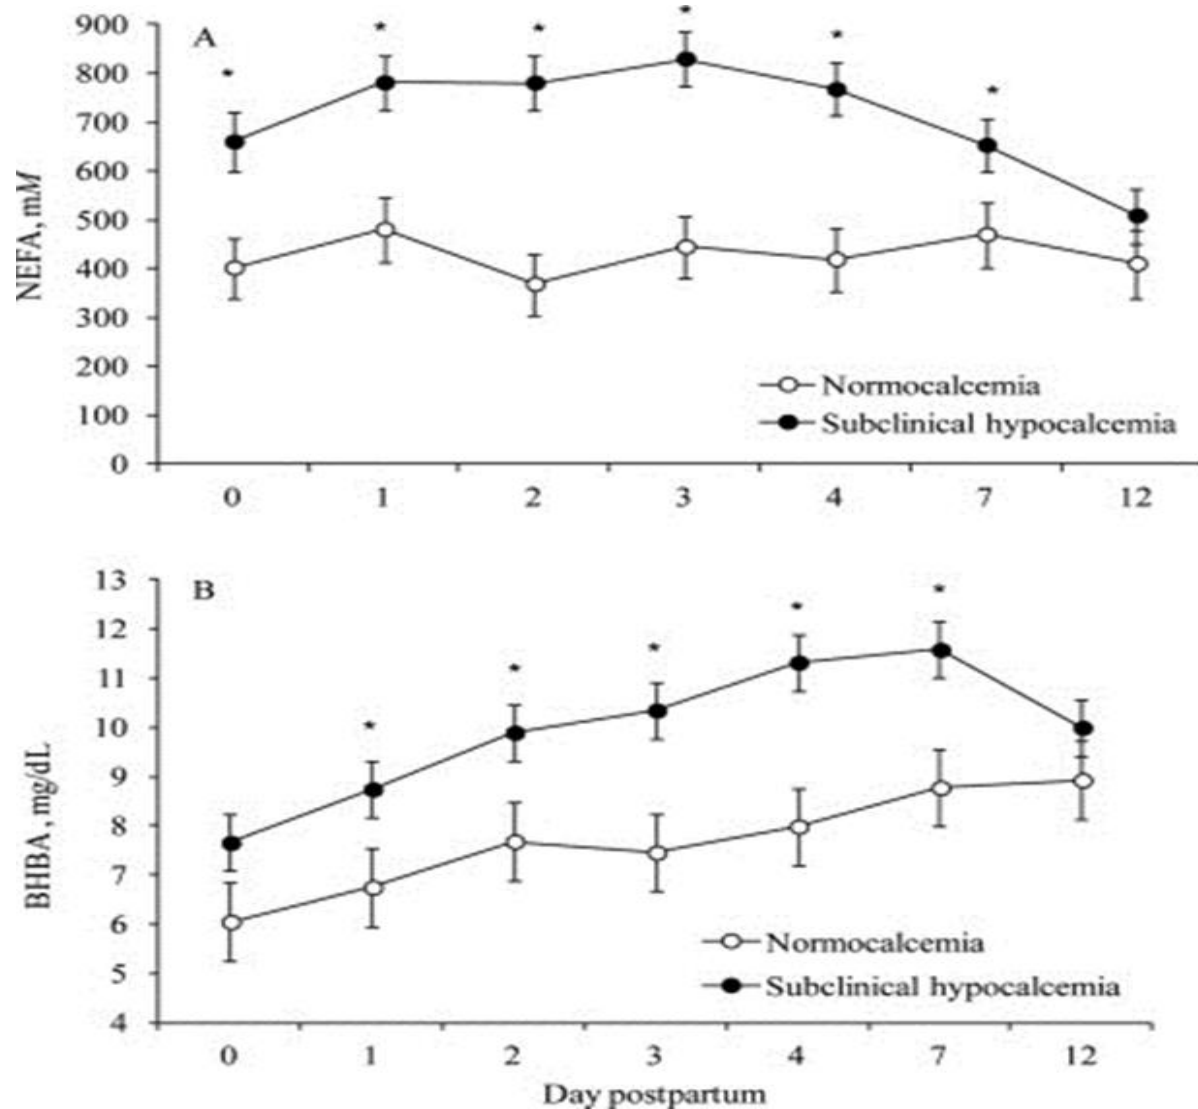 A
NEFA, mM
900
800
700
600
500
400
300
200
100
0
*
*
*
*
*
*
Normocalcemia
Subclinical hypocalcemia
0 1 2 3 4 7 12
B
BHBA, mg/dL
13
12
11
10
9
8
7
6
5
4
*
*
*
*
*
Normocalcemia
Subclinical hypocalcemia
0 1 2 3 4 7 12
Day postpartum